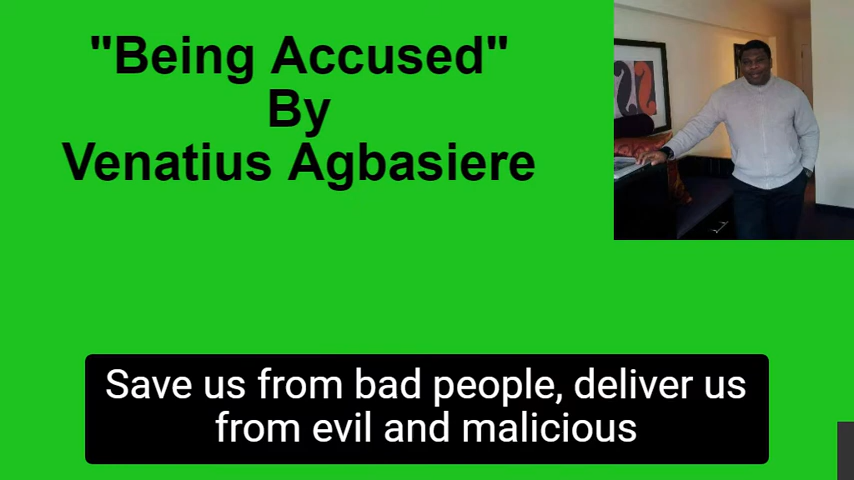 "Being Accused"
By
Venatius Agbasiere
Save us from bad people, deliver us
from evil and malicious